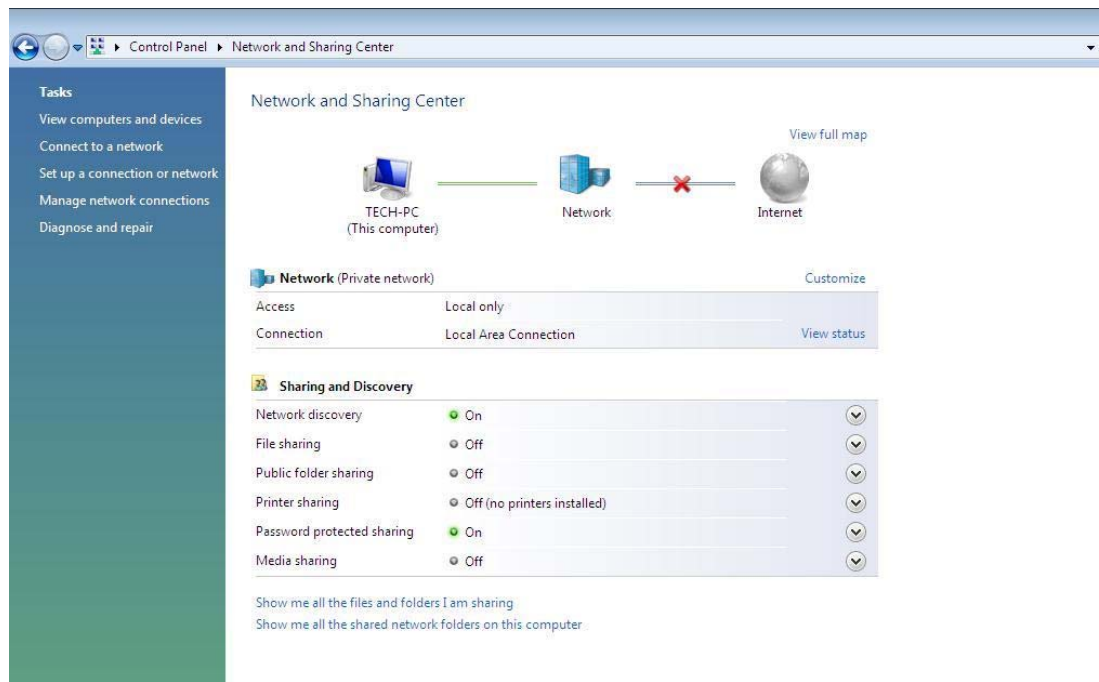 Control Panel Network and Sharing Center
Tasks
View computers and devices
Connect to a network
Set up a connection or network
Manage network connections
Diagnose and repair
Network and Sharing Center
View full map
TECH-PC
(This computer)
Network
Internet
Network (Private network) Customize
Access Local only
Connection Local Area Connection View status
Sharing and Discovery
Network discovery On
File sharing Off
Public folder sharing Off
Printer sharing Off (no printers installed)
Password protected sharing On
Media sharing Off
Show me all the files and folders I am sharing
Show me all the shared network folders on this computer